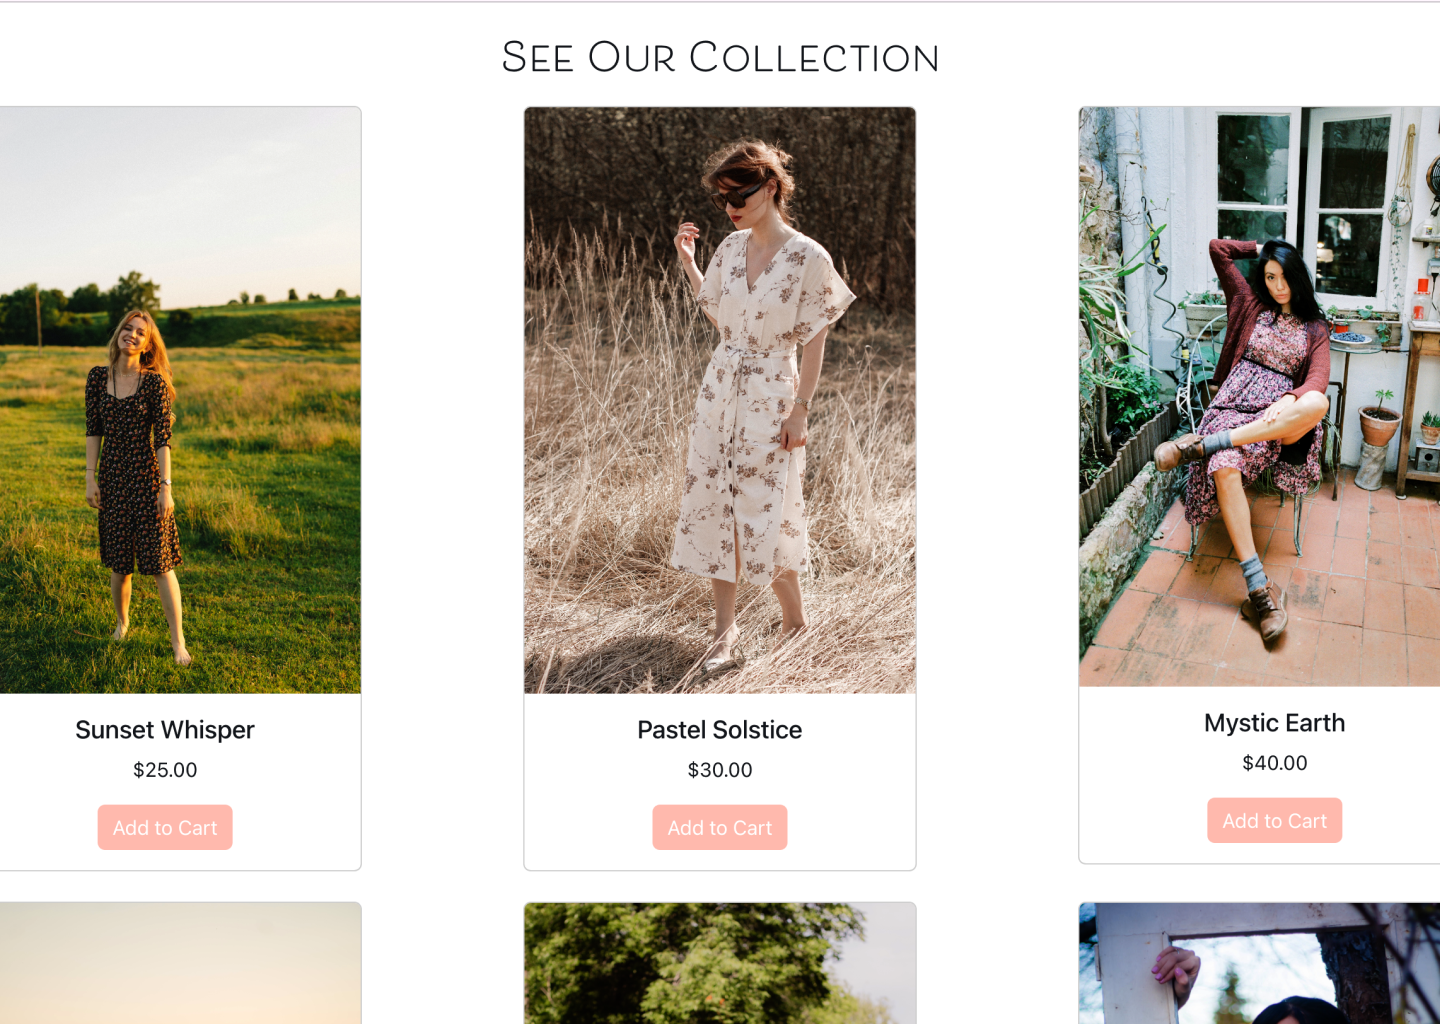 See Our Collection
Sunset Whisper
$25.00
Add to Cart
Pastel Solstice
$30.00
Add to Cart
Mystic Earth
$40.00
Add to Cart